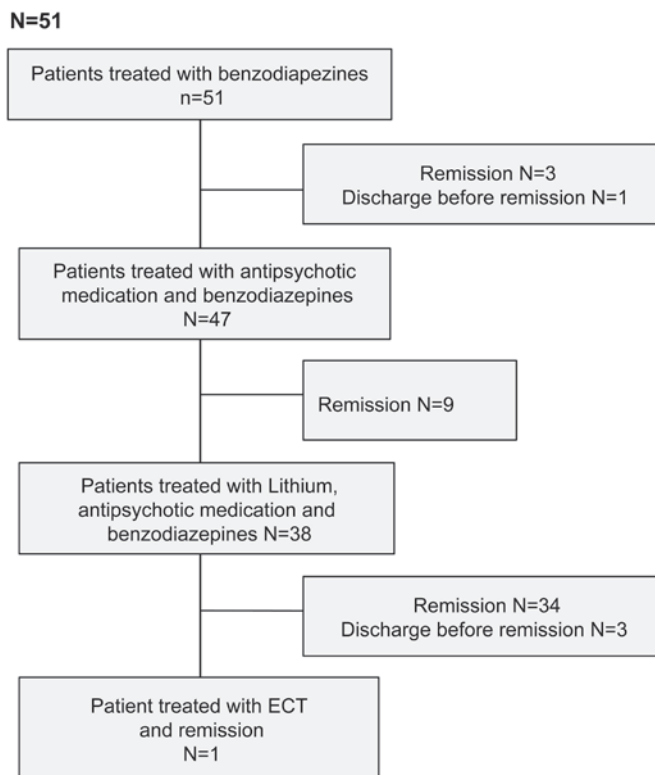 N=51
Patients treated with benzodiapezines
n=51
Remission N=3
Discharge before remission N=1
Patients treated with antipsychotic
medication and benzodiazepines
N=47
Remission N=9
Patients treated with Lithium,
antipsychotic medication and
benzodiazepines N=38
Remission N=34
Discharge before remission N=3
Patient treated with ECT
and remission
N=1